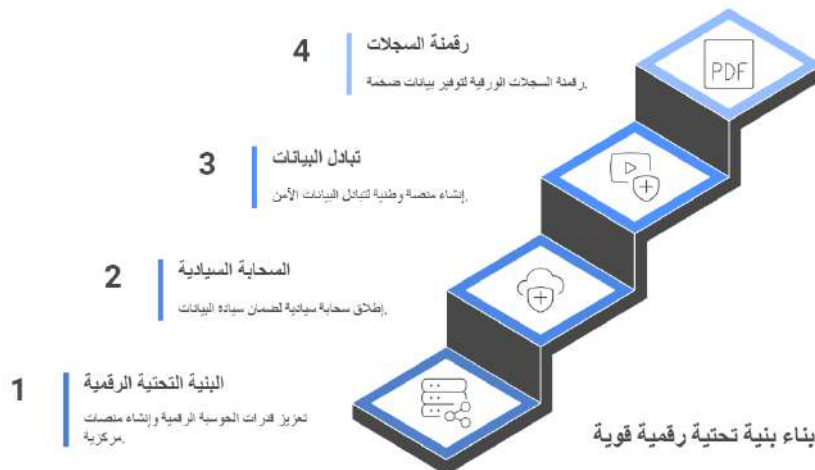 4
رقمنة السجلات
رقمنة السجلات الورقية لتوفير بيانات ضخمة.
PDF
3
تبادل البيانات
إنشاء منصة وطنية لتبادل البيانات الآمن.
2
السحابة السيادية
إطلاق سحابة سيادية لضمان سيادة البيانات.
1
البنية التحتية الرقمية
تعزيز قدرات الحوسبة الرقمية وإنشاء منصات
مركزية.
بناء بنية تحتية رقمية قوية